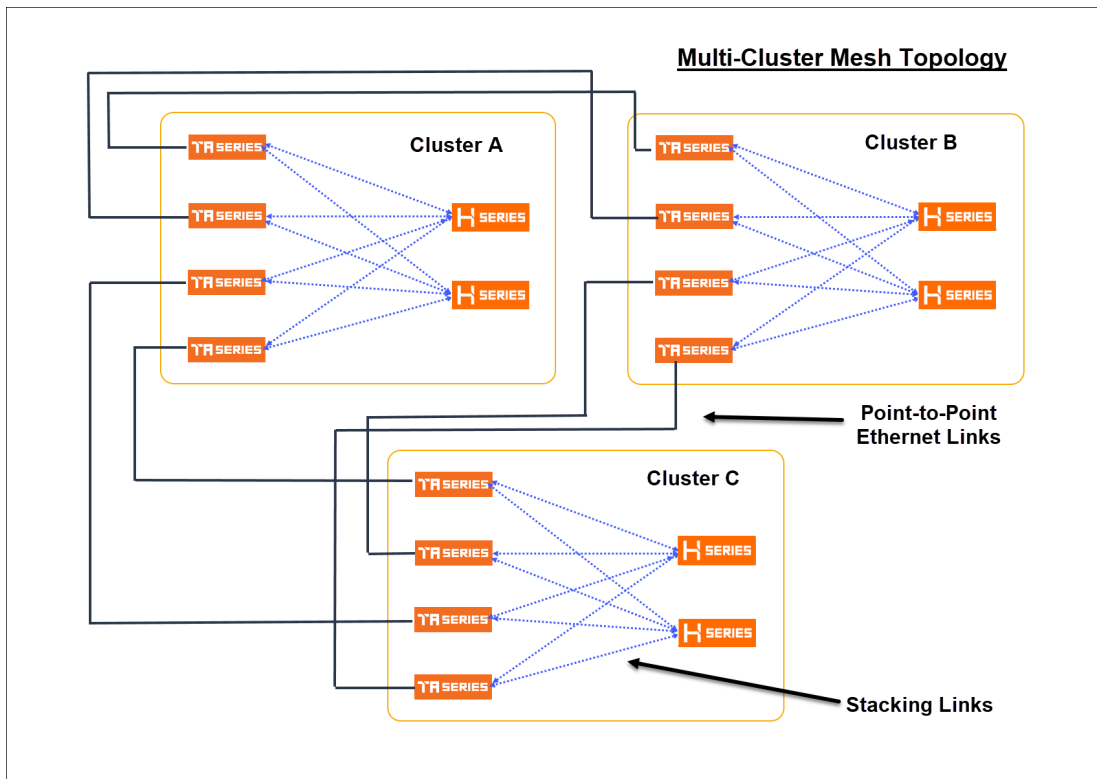 Multi-Cluster Mesh Topology
Cluster A
TA SERIES
TA SERIES
TA SERIES
TA SERIES
H SERIES
H SERIES
Cluster B
TA SERIES
TA SERIES
TA SERIES
TA SERIES
H SERIES
H SERIES
Point-to-Point
Ethernet Links
Cluster C
TA SERIES
TA SERIES
TA SERIES
TA SERIES
H SERIES
H SERIES
Stacking Links